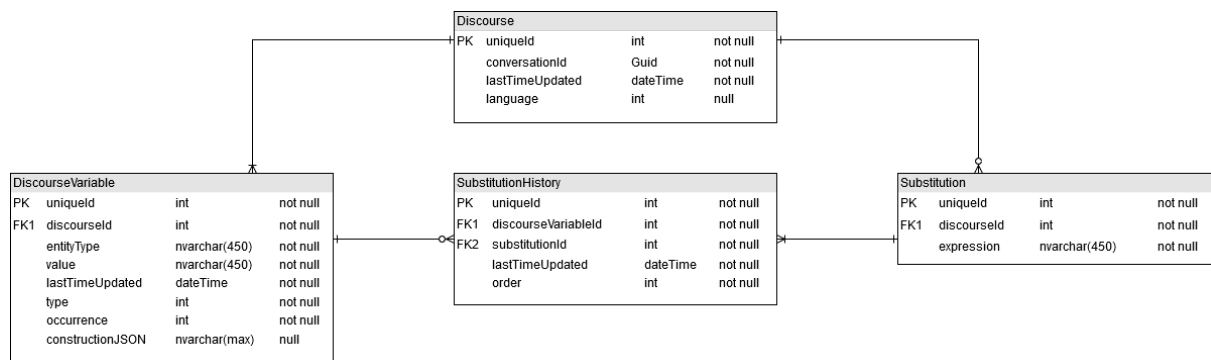 Discourse
PK uniqueId int not null
conversationId Guid not null
lastTimeUpdated dateTime not null
language int null
DiscourseVariable
PK uniqueId int not null
FK1 discourseId int not null
entityType nvarchar(450) not null
value nvarchar(450) not null
lastTimeUpdated dateTime not null
type int not null
occurrence int not null
constructionJSON nvarchar(max) null
SubstitutionHistory
PK uniqueId int not null
FK1 discourseVariableId int not null
FK2 substitutionId int not null
lastTimeUpdated dateTime not null
order int not null
Substitution
PK uniqueId int not null
FK1 discourseId int not null
expression nvarchar(450) not null